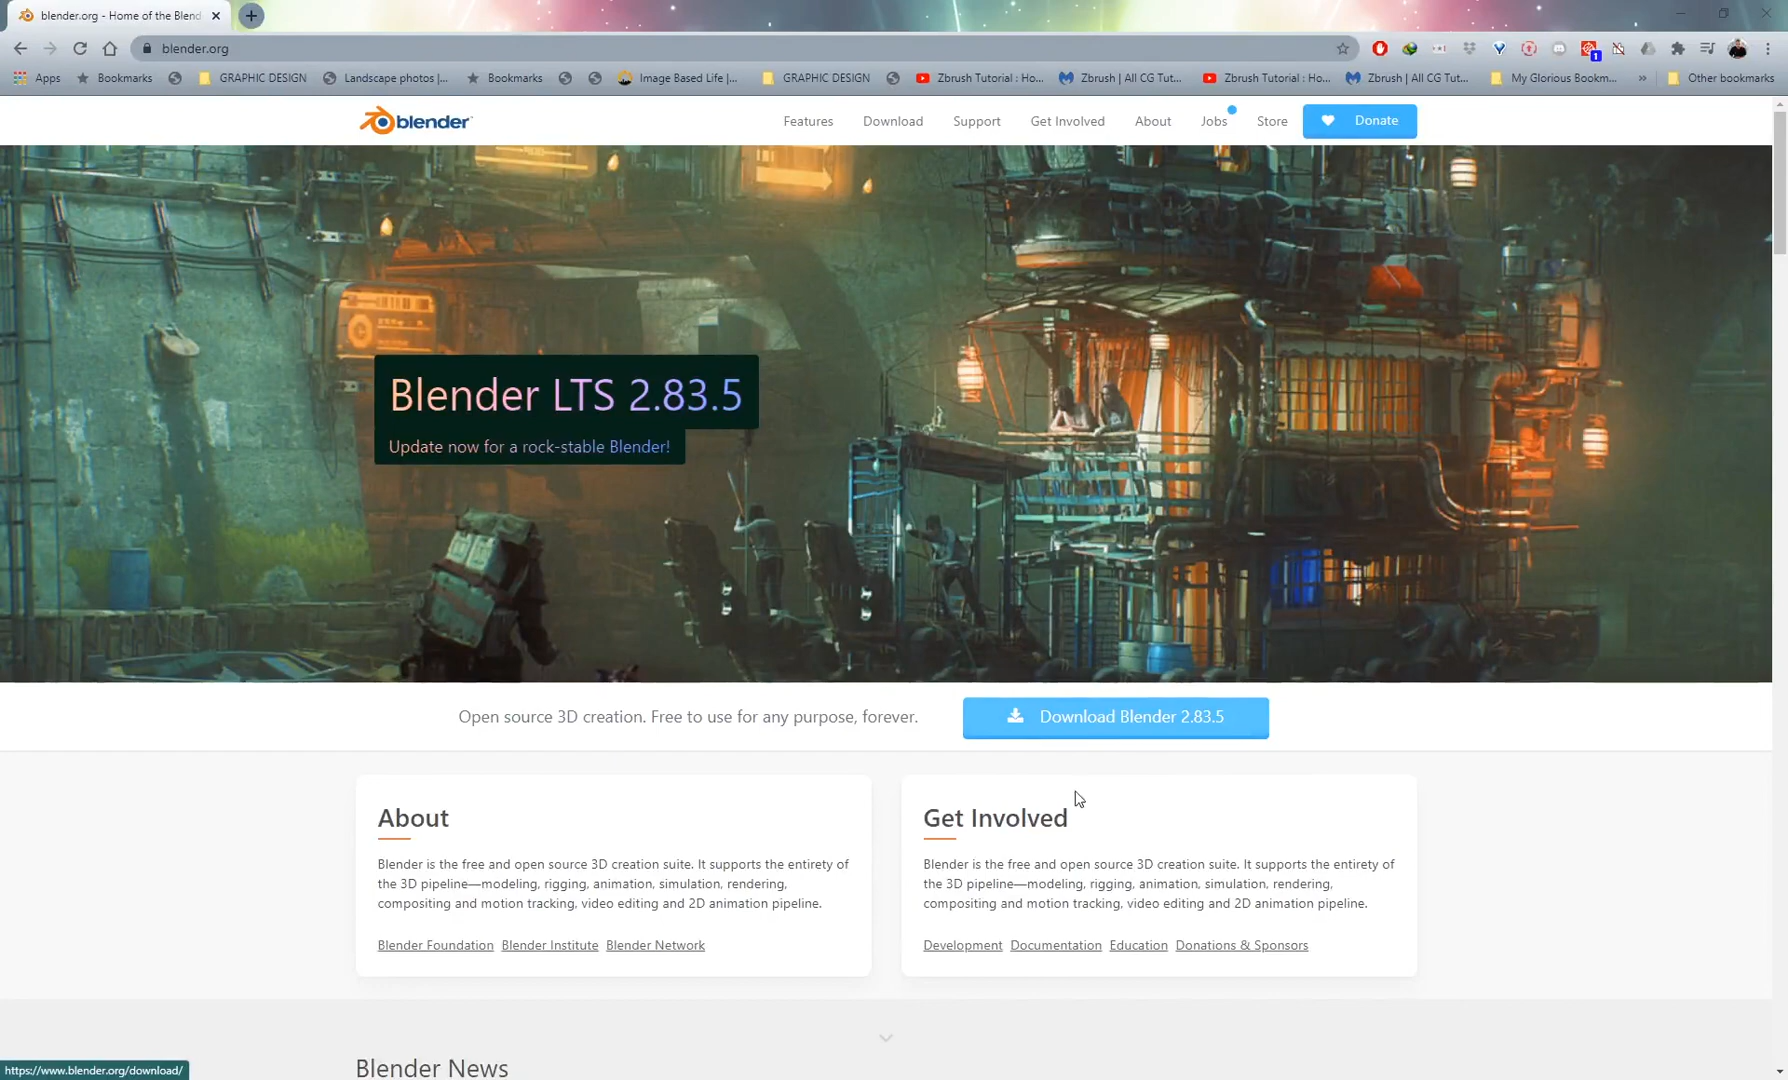 blender.org - Home of the Blend
blender.org
Apps Bookmarks GRAPHIC DESIGN Landscape photos |... Bookmarks Image Based Life |... GRAPHIC DESIGN Zbrush Tutorial : Ho... Zbrush | All CG Tut... Zbrush Tutorial : Ho... Zbrush | All CG Tut... My Glorious Bookm... » Other bookmarks
blender Features Download Support Get Involved About Jobs Store Donate
Blender LTS 2.83.5
Update now for a rock-stable Blender!
Open source 3D creation. Free to use for any purpose, forever. Download Blender 2.83.5
About
Blender is the free and open source 3D creation suite. It supports the entirety of
the 3D pipeline—modeling, rigging, animation, simulation, rendering,
compositing and motion tracking, video editing and 2D animation pipeline.
Blender Foundation Blender Institute Blender Network
Get Involved
Blender is the free and open source 3D creation suite. It supports the entirety of
the 3D pipeline—modeling, rigging, animation, simulation, rendering,
compositing and motion tracking, video editing and 2D animation pipeline.
Development Documentation Education Donations & Sponsors
Blender News
https://www.blender.org/download/